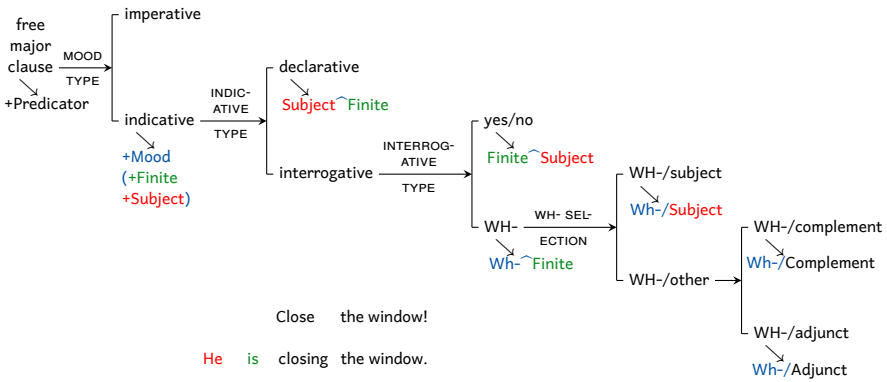 free
major
clause
+Predicator
MOOD
TYPE
imperative
indicative
+Mood
(+Finite
+Subject)
INDIC-
ATIVE
TYPE
declarative
Subject^Finite
interrogative
INTERROG-
ATIVE
TYPE
yes/no
Finite^Subject
WH-
Wh-^Finite
WH- SEL-
ECTION
WH-/subject
Wh-/Subject
WH-/other
WH-/complement
Wh-/Complement
WH-/adjunct
Wh-/Adjunct
Close the window!
He is closing the window.